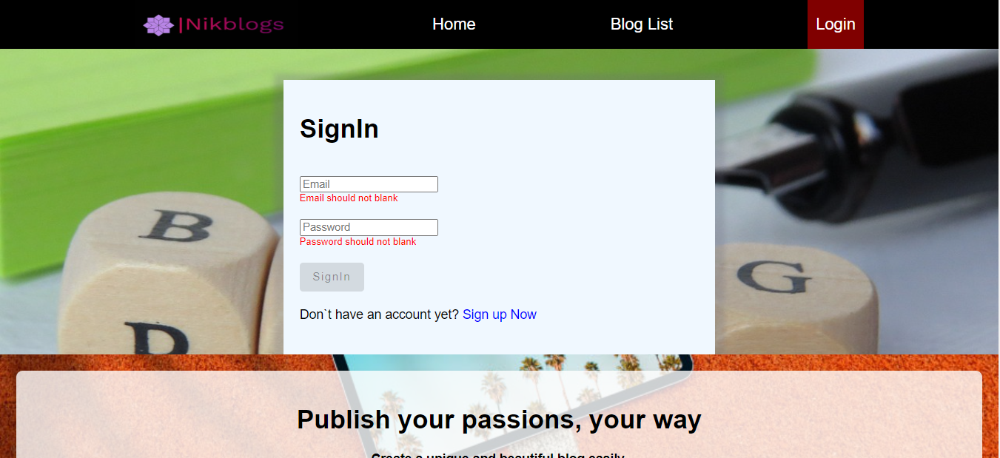 |Nikblogs
Home
Blog List
Login
SignIn
Email
Email should not blank
Password
Password should not blank
SignIn
Don`t have an account yet? Sign up Now
B
D
G
Publish your passions, your way
Create a unique and beautiful blog easily.